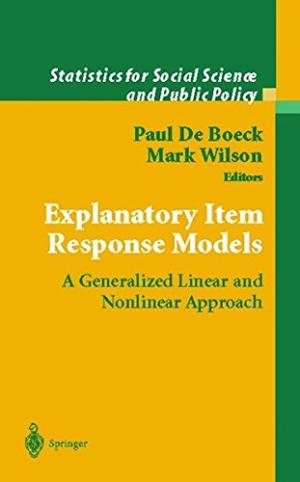 Statistics for Social Science
and Public Policy
Paul De Boeck
Mark Wilson
Editors
Explanatory Item
Response Models
A Generalized Linear and
Nonlinear Approach
Springer